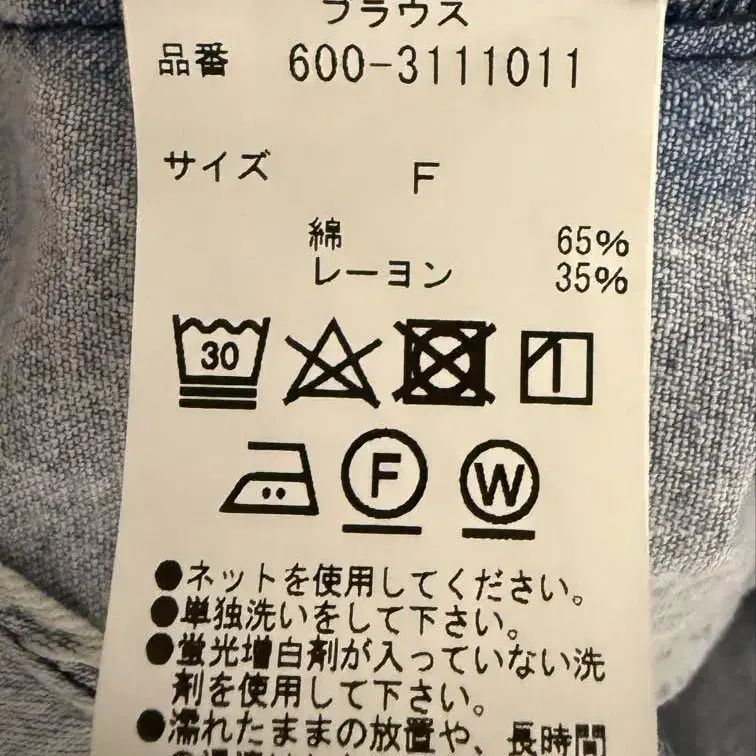 ブラウス
品番 600-3111011
サイズ F
綿 65%
レーヨン 35%
30
F
W
●ネットを使用してください。
●単独洗いをして下さい。
●蛍光増白剤が入っていない洗
剤を使用して下さい。
●濡れたままの放置や、長時間